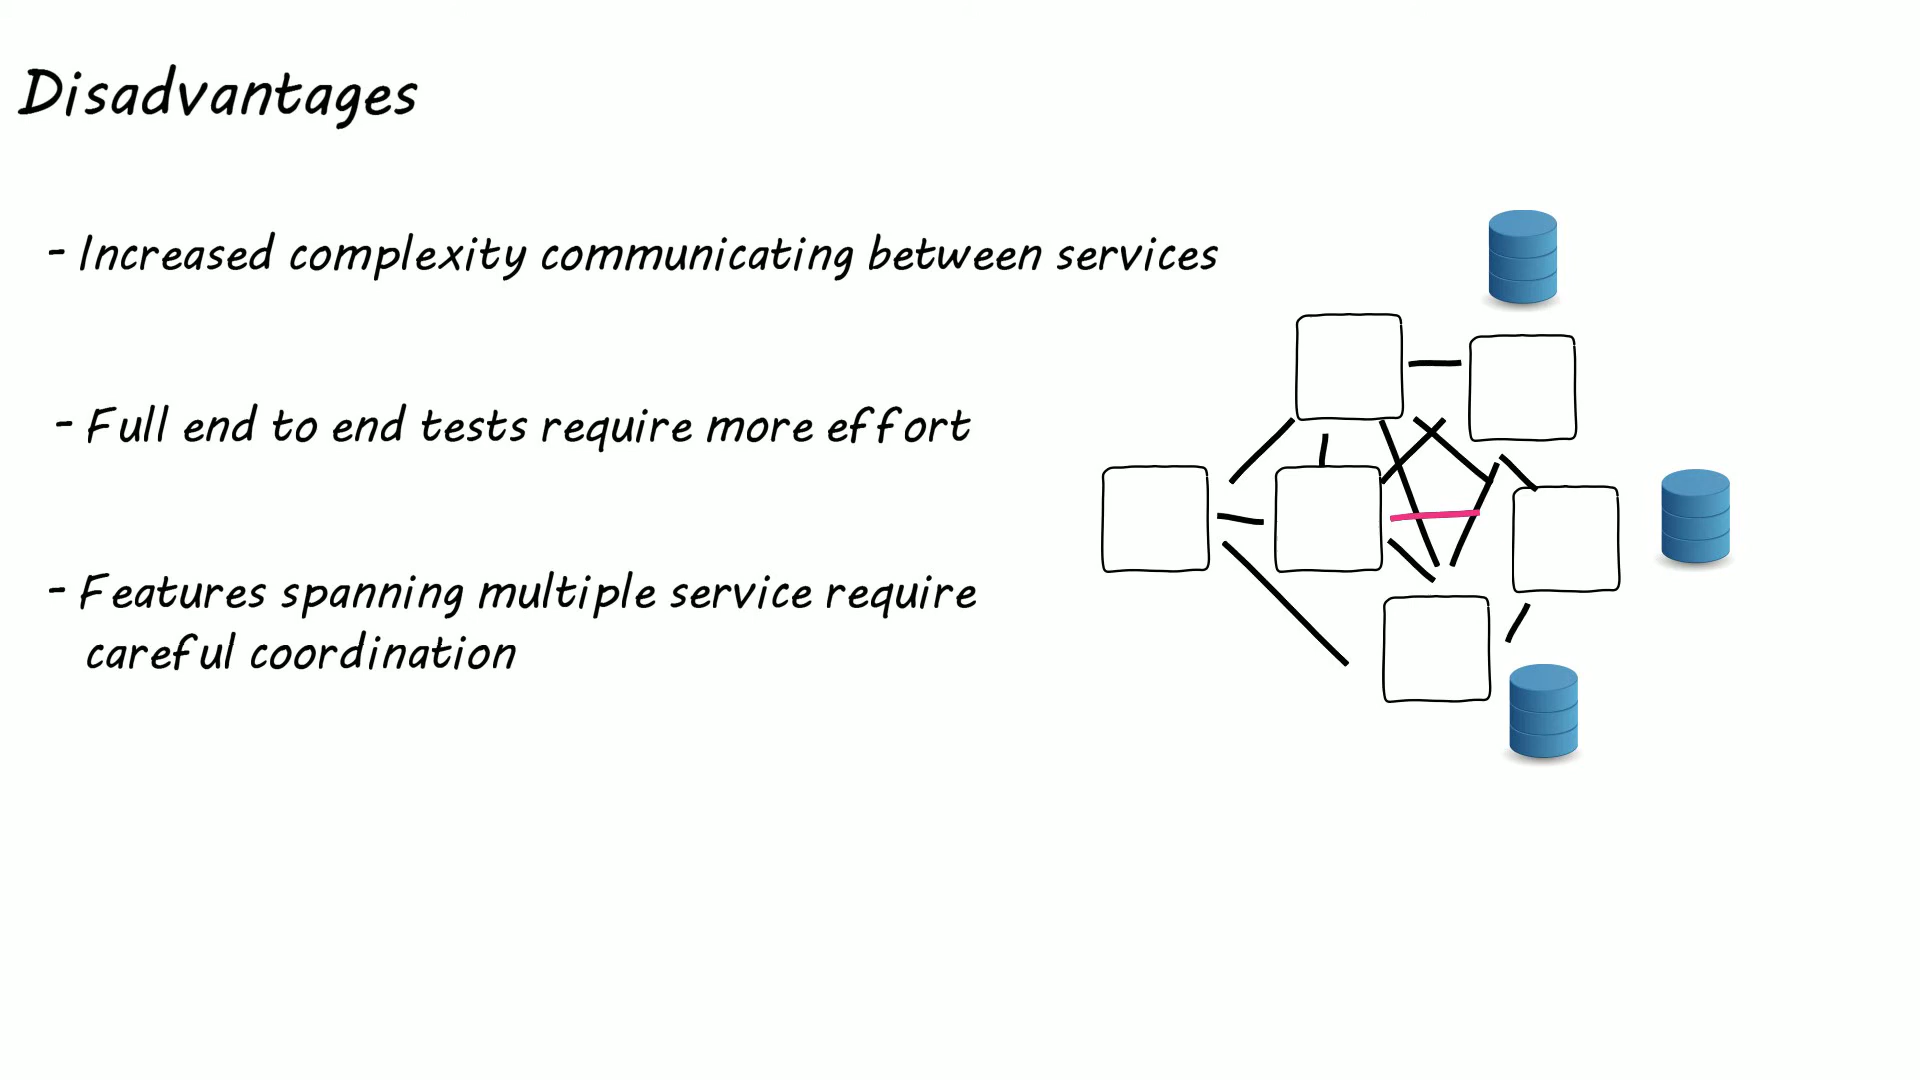 Disadvantages
- Increased complexity communicating between services
- Full end to end tests require more effort
- Features spanning multiple service require
careful coordination